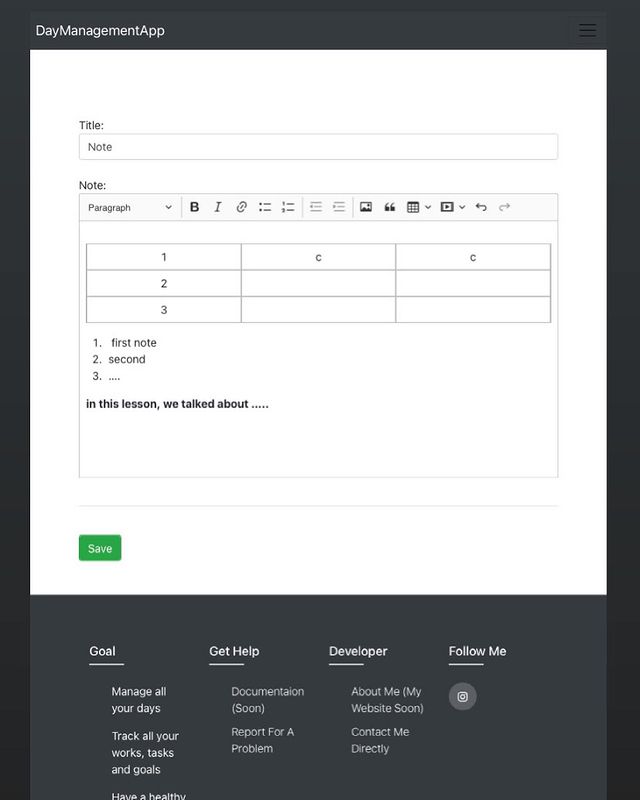 DayManagementApp
Title:
Note
Note:
Paragraph B I
1 c c
2
3
1. first note
2. second
3. ....
in this lesson, we talked about .....
Save
Goal
Manage all
your days
Track all your
works, tasks
and goals
Have a healthy
Get Help
Documentaion
(Soon)
Report For A
Problem
Developer
About Me (My
Website Soon)
Contact Me
Directly
Follow Me